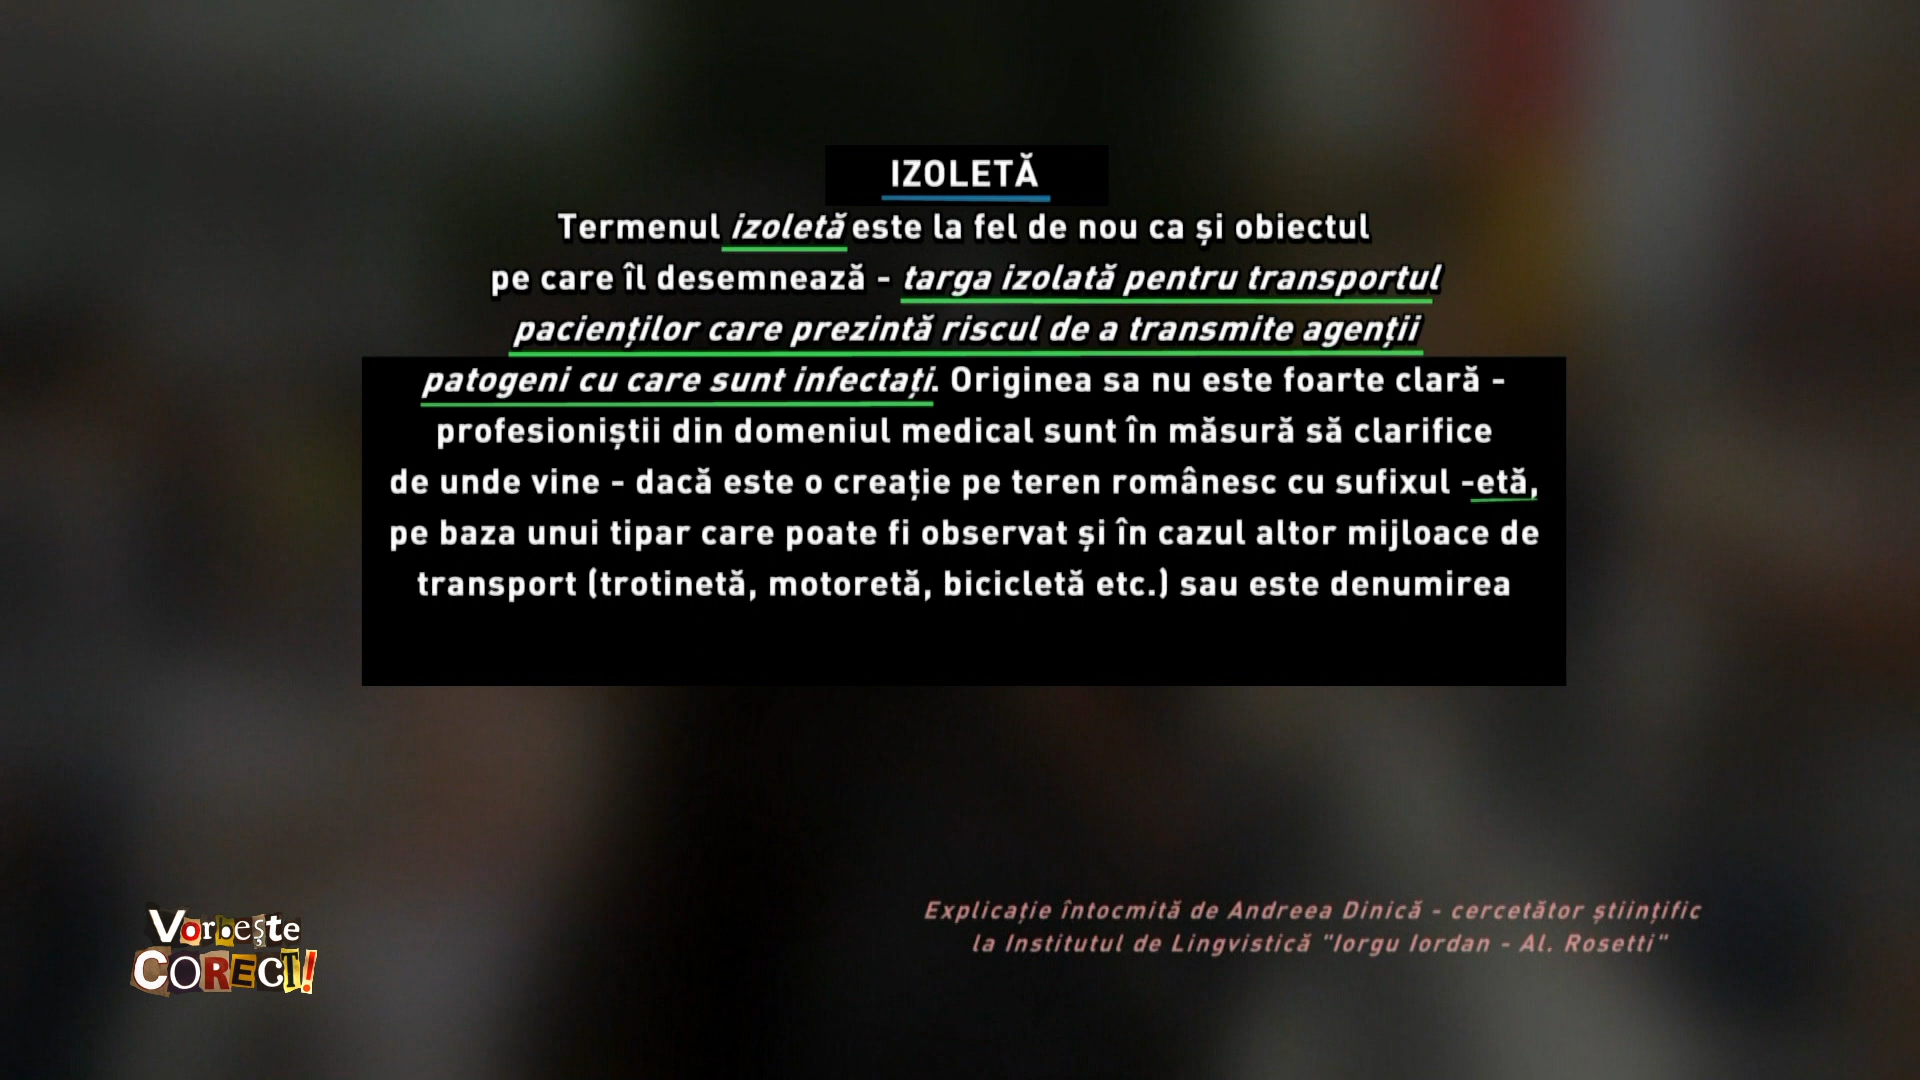 IZOLETĂ
Termenul izoletă este la fel de nou ca și obiectul
pe care îl desemnează - targa izolată pentru transportul
pacienților care prezintă riscul de a transmite agenții
patogeni cu care sunt infectați. Originea sa nu este foarte clară -
profesioniștii din domeniul medical sunt în măsură să clarifice
de unde vine - dacă este o creație pe teren românesc cu sufixul -etă,
pe baza unui tipar care poate fi observat și în cazul altor mijloace de
transport (trotinetă, motoretă, bicicletă etc.) sau este denumirea
Explicație întocmită de Andreea Dinică - cercetător științific
la Institutul de Lingvistică "Iorgu Iordan - Al. Rosetti"
Vorbește
CORECT!